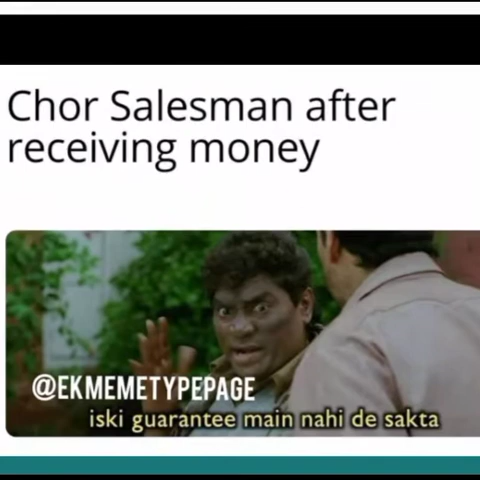 Chor Salesman after
receiving money
@EKMEMETYPEPAGE
iski guarantee main nahi de sakta